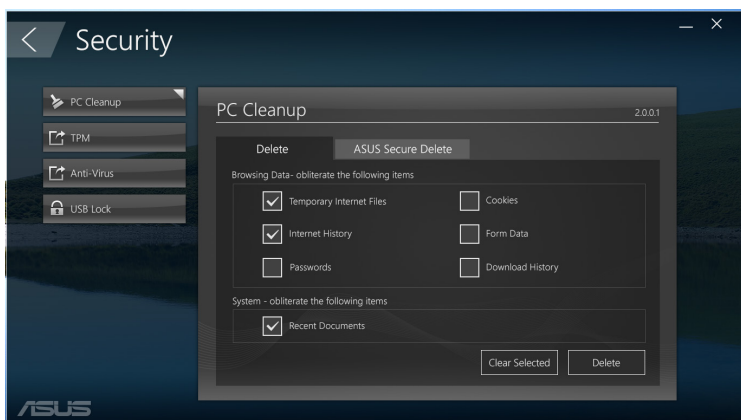 Security
PC Cleanup
TPM
Anti-Virus
USB Lock
PC Cleanup 2.0.0.1
Delete ASUS Secure Delete
Browsing Data- obliterate the following items
Temporary Internet Files Cookies
Internet History Form Data
Passwords Download History
System - obliterate the following items
Recent Documents
Clear Selected Delete
ASUS